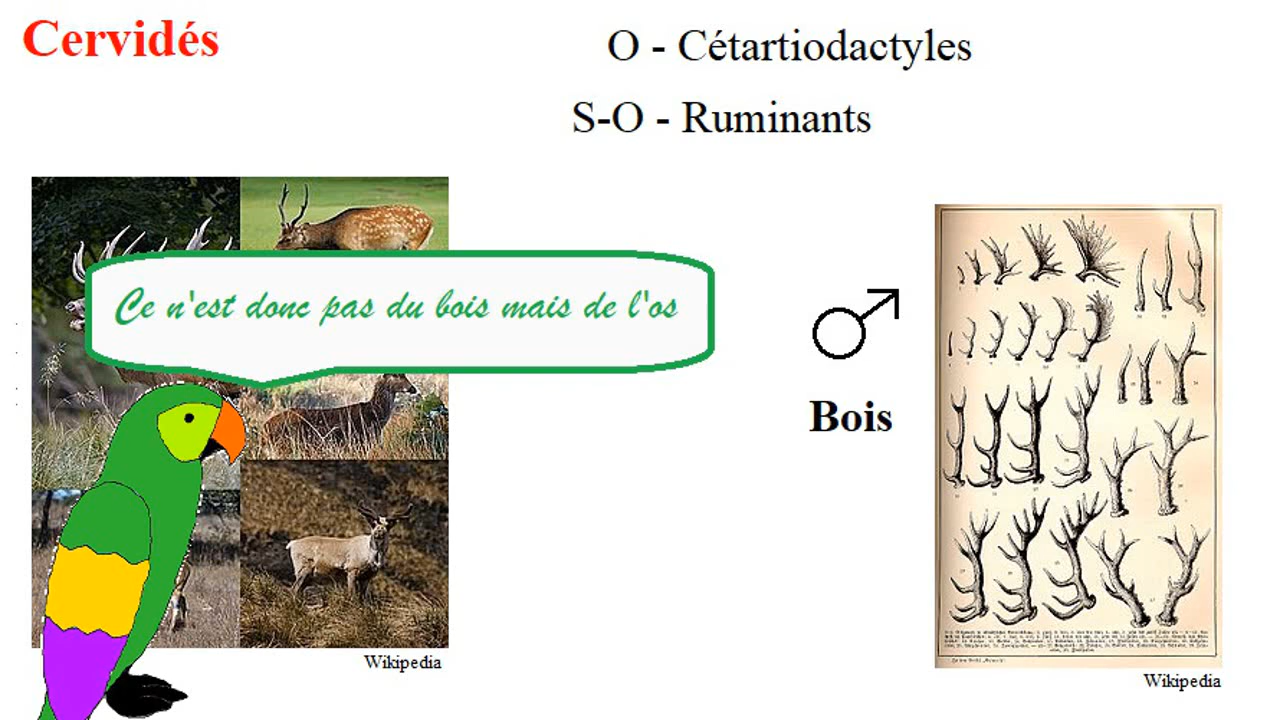 Cervidés
O - Cétartiodactyles
S-O - Ruminants
Ce n'est donc pas du bois mais de l'os
Bois
Wikipedia
Wikipedia